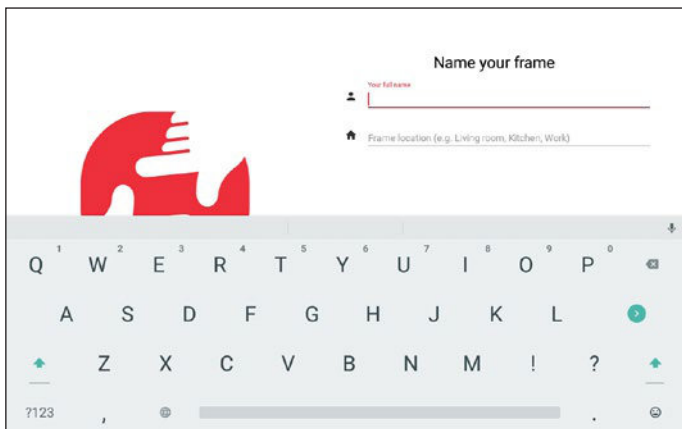 Name your frame
Your full name
Frame location (e.g. Living room, Kitchen, Work)
1 2 3 4 5 6 7 8 9 0
Q W E R T Y U I O P
A S D F G H J K L
Z X C V B N M ! ?
?123 , .